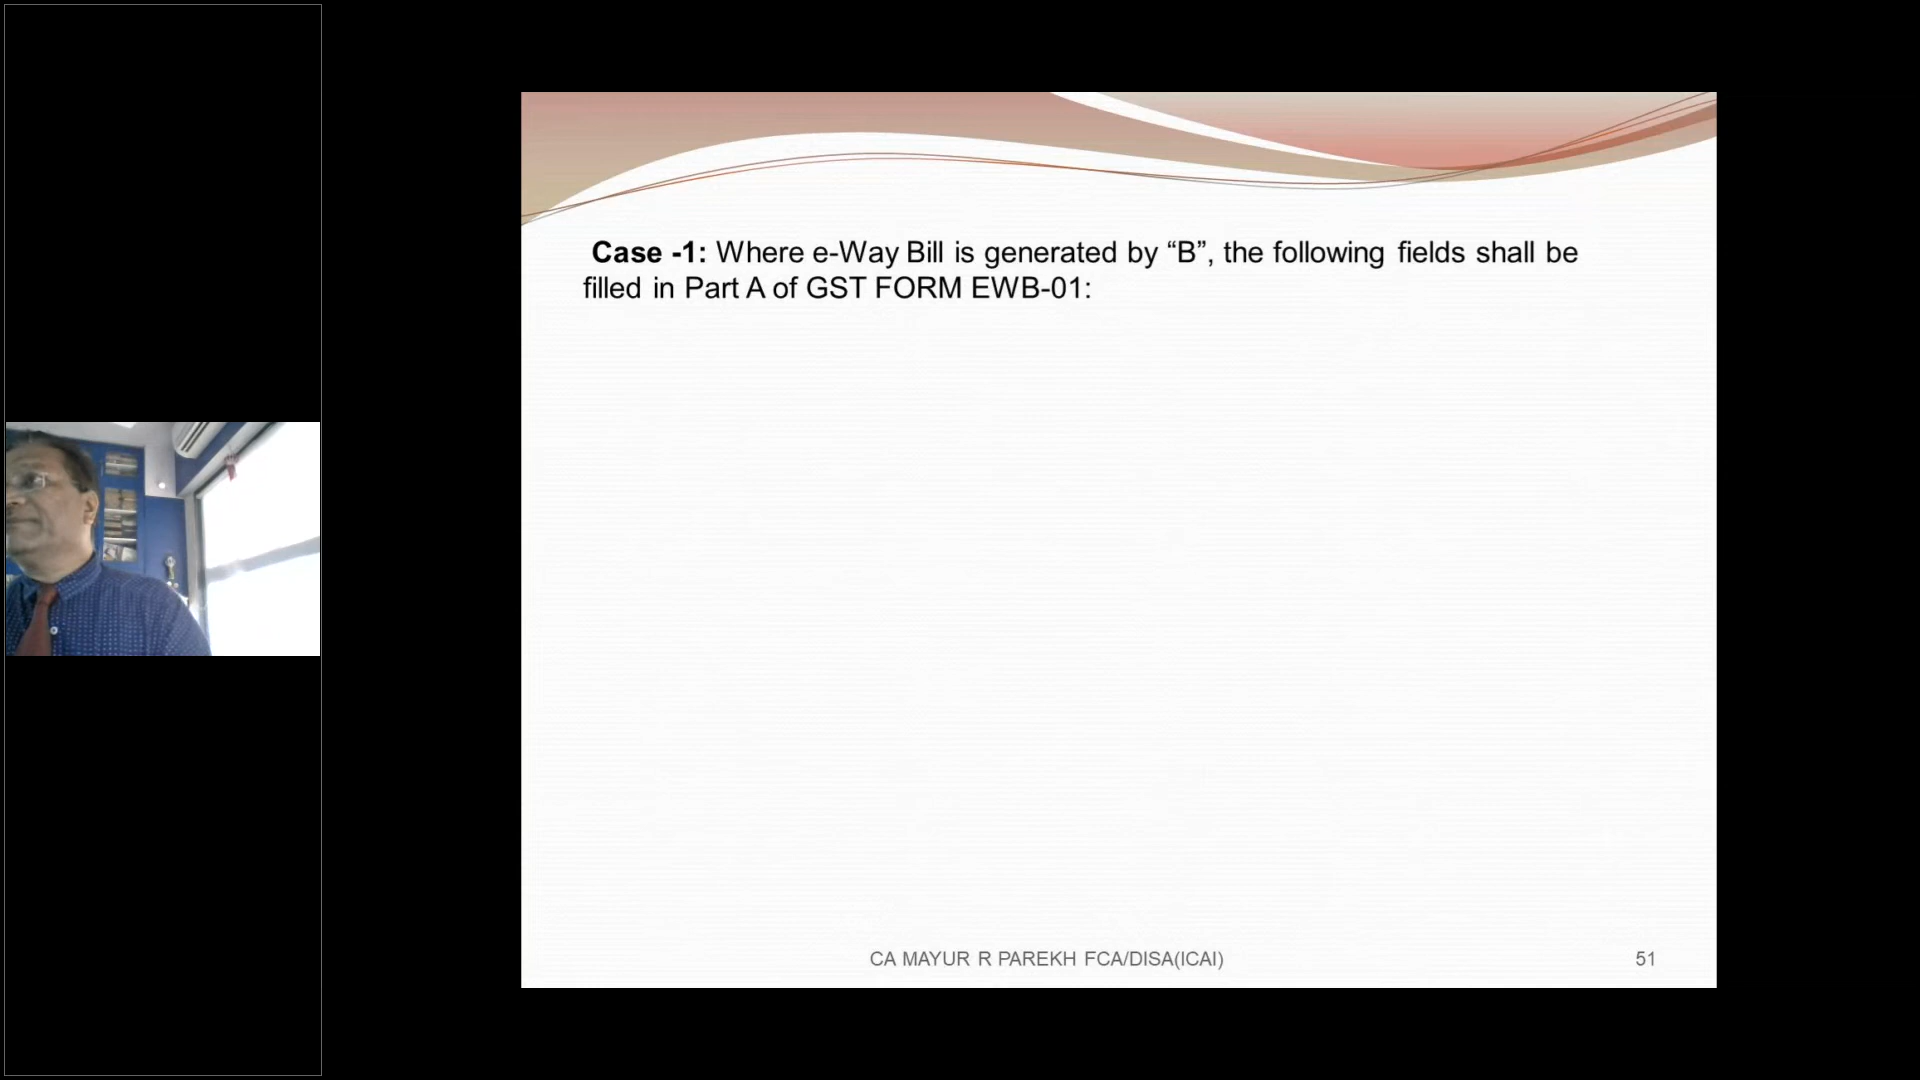 Case -1: Where e-Way Bill is generated by “B”, the following fields shall be
filled in Part A of GST FORM EWB-01:
CA MAYUR R PAREKH FCA/DISA(ICAI)
51